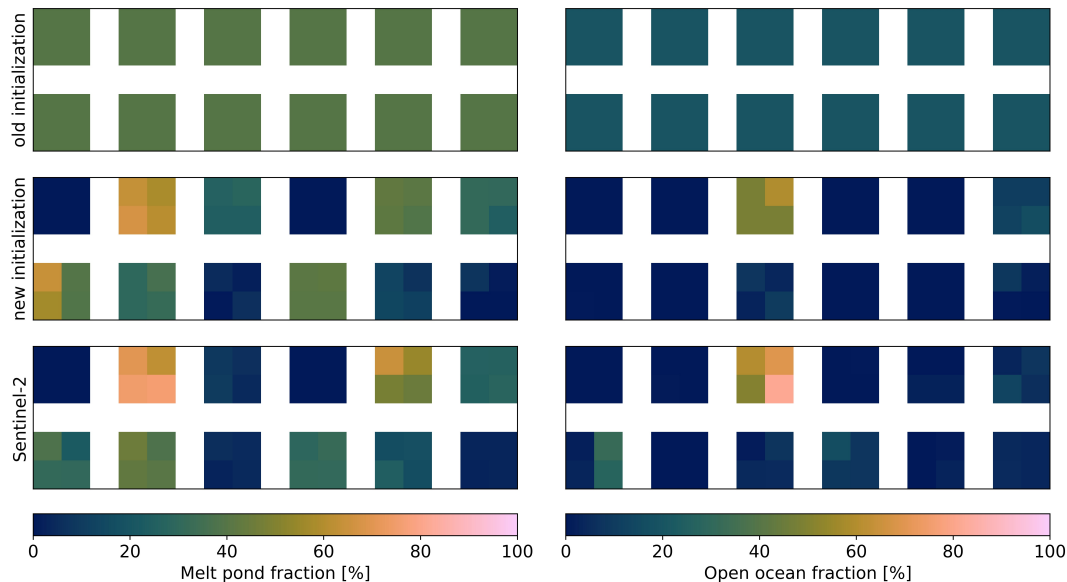 old initialization
new initialization
Sentinel-2
0 20 40 60 80 100
Melt pond fraction [%]
0 20 40 60 80 100
Open ocean fraction [%]